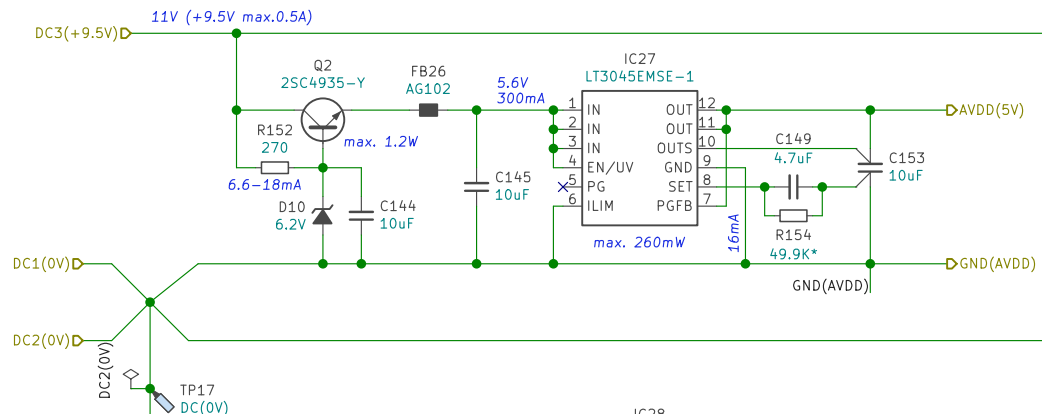 11V (+9.5V max.0.5A)
DC3(+9.5V)
Q2
2SC4935-Y
FB26
AG102
5.6V
300mA
IC27
LT3045EMSE-1
1 IN OUT 12
2 IN OUT 11
3 IN OUTS 10
4 EN/UV GND 9
5 PG SET 8
6 ILIM PGFB 7
AVDD(5V)
R152
270
max. 1.2W
6.6-18mA
C149
4.7uF
C153
10uF
C145
10uF
D10
6.2V
C144
10uF
R154
49.9K*
16mA
max. 260mW
DC1(0V)
GND(AVDD)
GND(AVDD)
DC2(0V)
DC2(0V)
TP17
DC(0V)
IC28